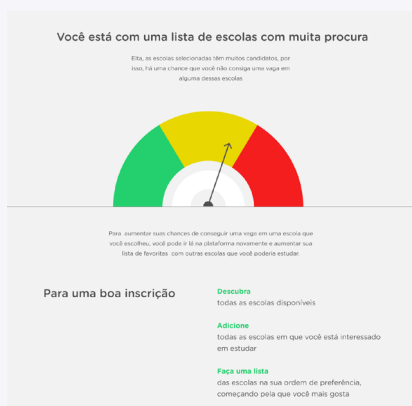 Você está com uma lista de escolas com muita procura
Eita, as escolas selecionadas têm muitos candidatos, por
isso, há uma chance que você não consiga uma vaga em
alguma dessas escolas
Para aumentar suas chances de conseguir uma vaga em uma escola que
você escolheu, você pode ir lá na plataforma novamente e aumentar sua
lista de favoritas com outras escolas que você poderia estudar
Para uma boa inscrição
Descubra
todas as escolas disponíveis
Adicione
todas as escolas em que você está interessado
em estudar
Faça uma lista
das escolas na sua ordem de preferência,
começando pela que você mais gosta